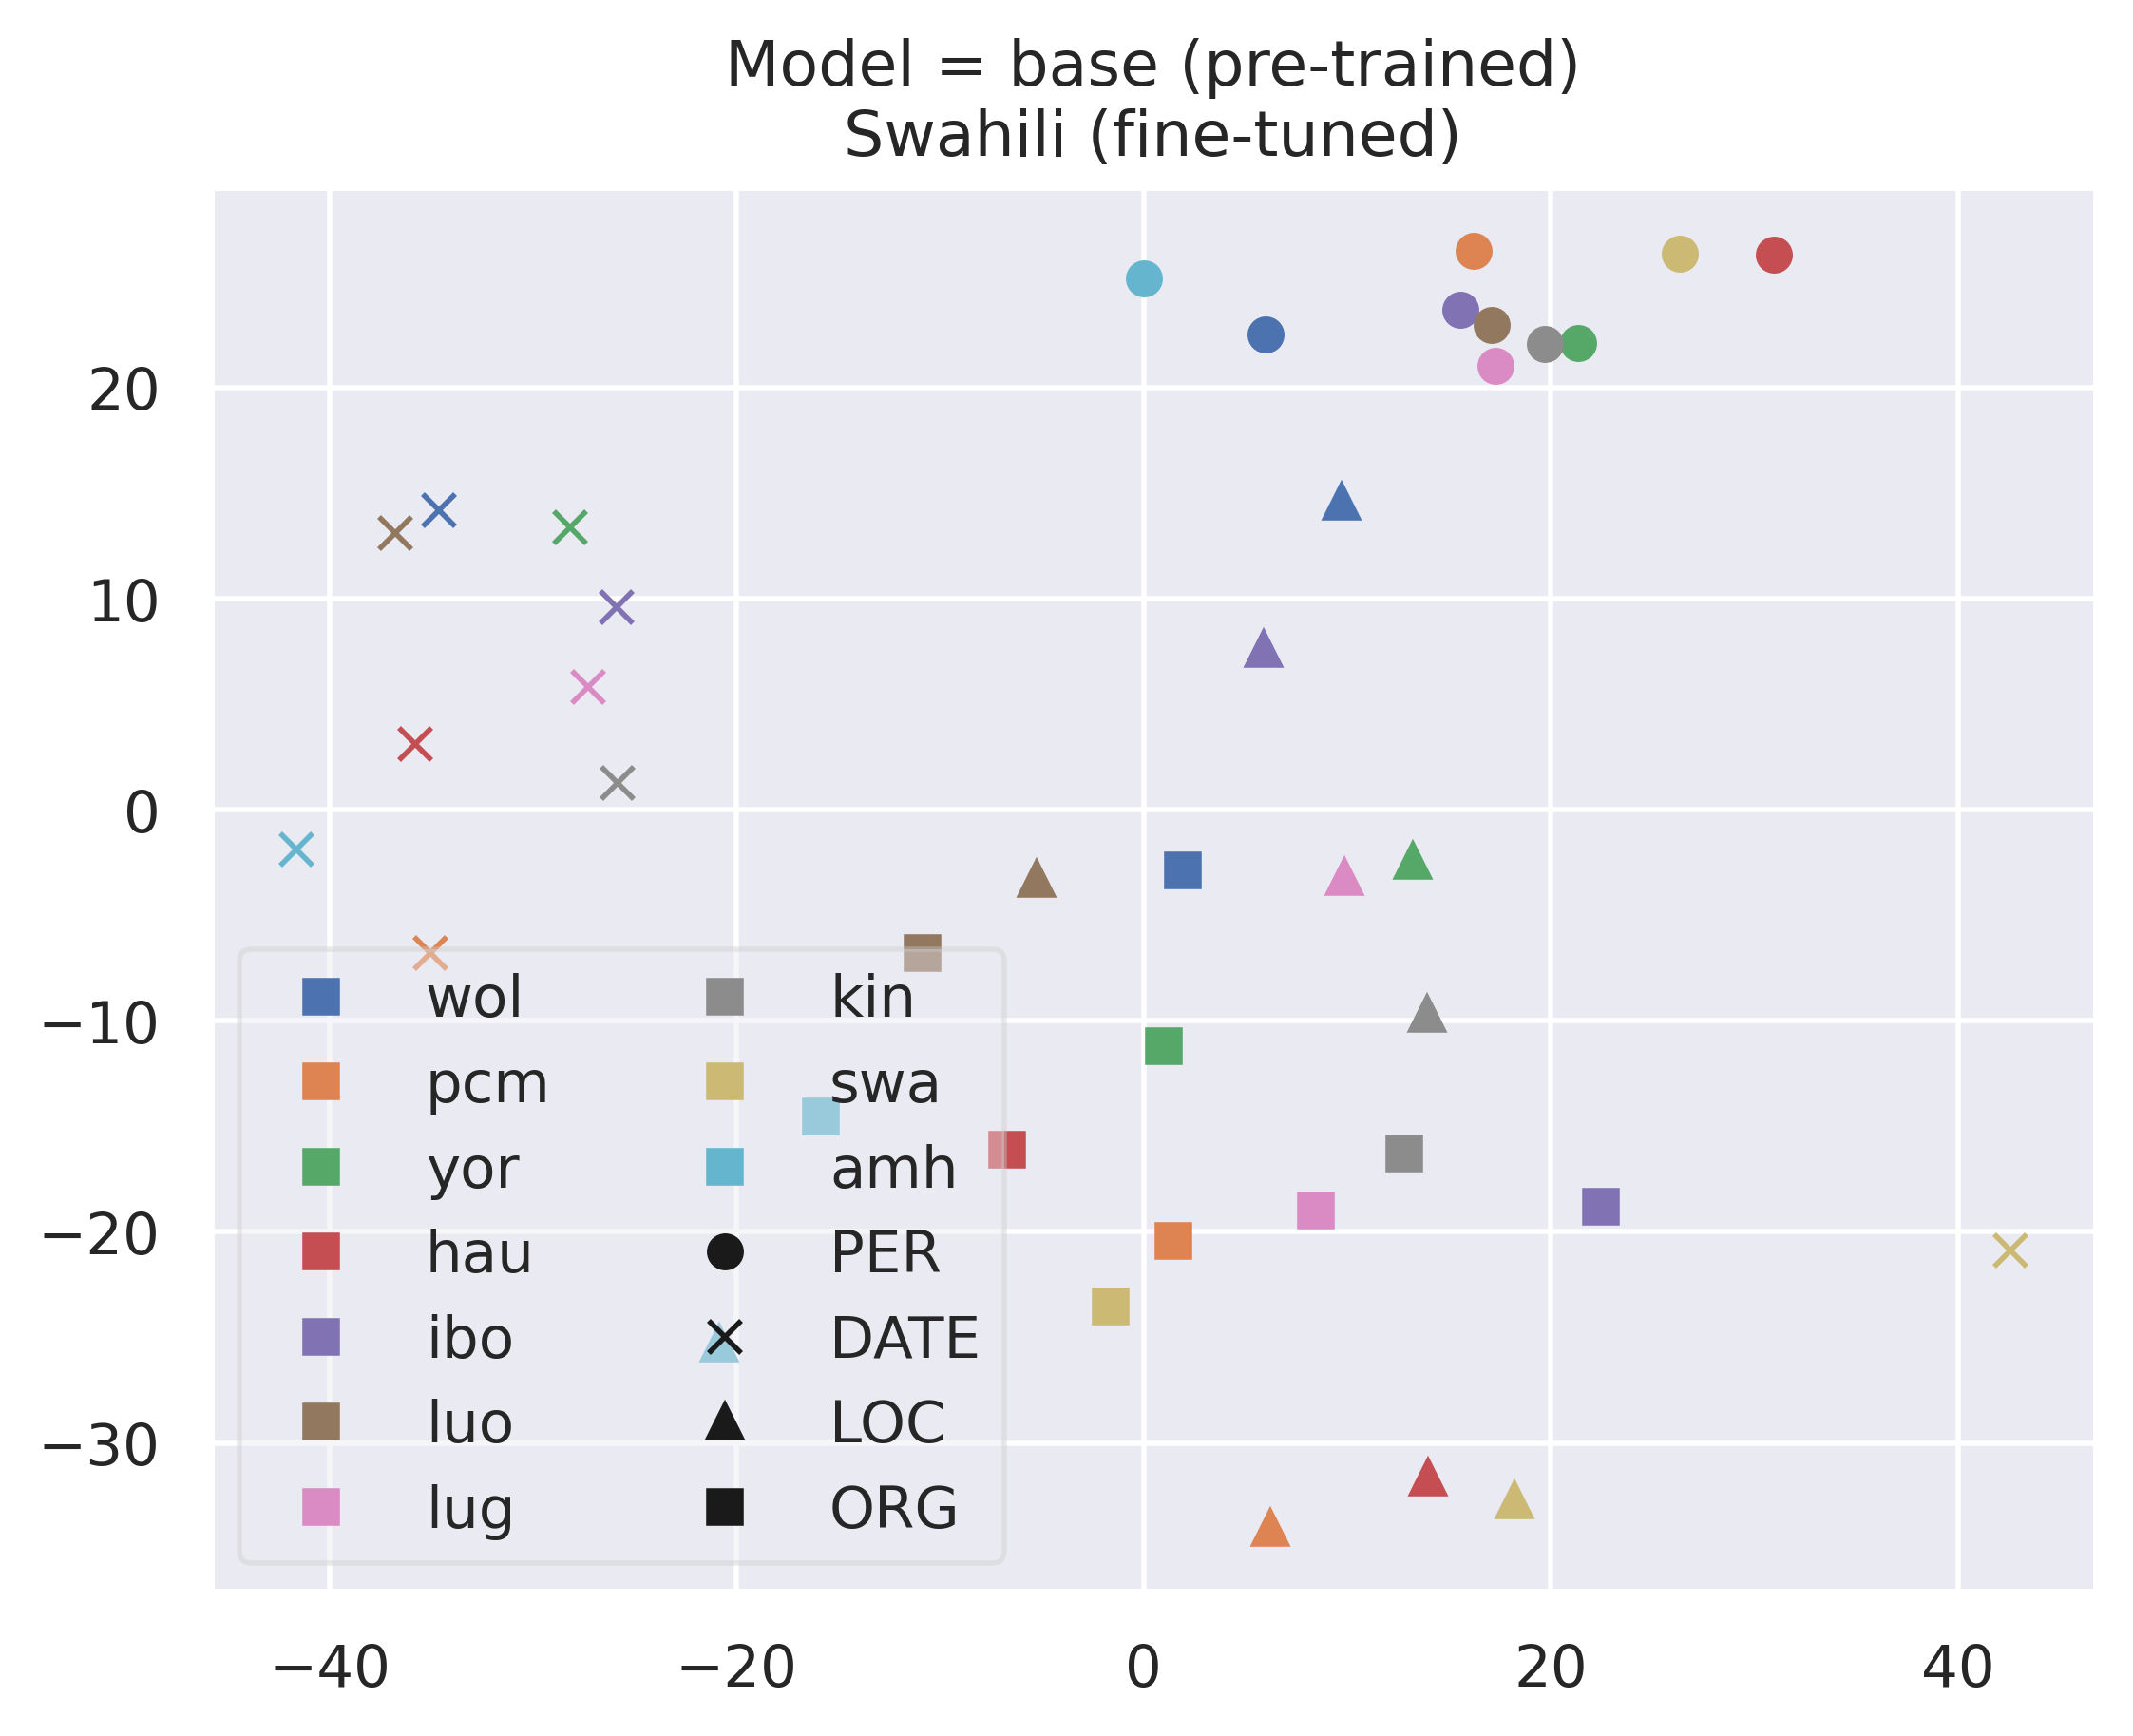 Model = base (pre-trained)
Swahili (fine-tuned)
20
10
0
−10
−20
−30
−40
−20
0
20
40
wol
pcm
yor
hau
ibo
luo
lug
kin
swa
amh
PER
DATE
LOC
ORG